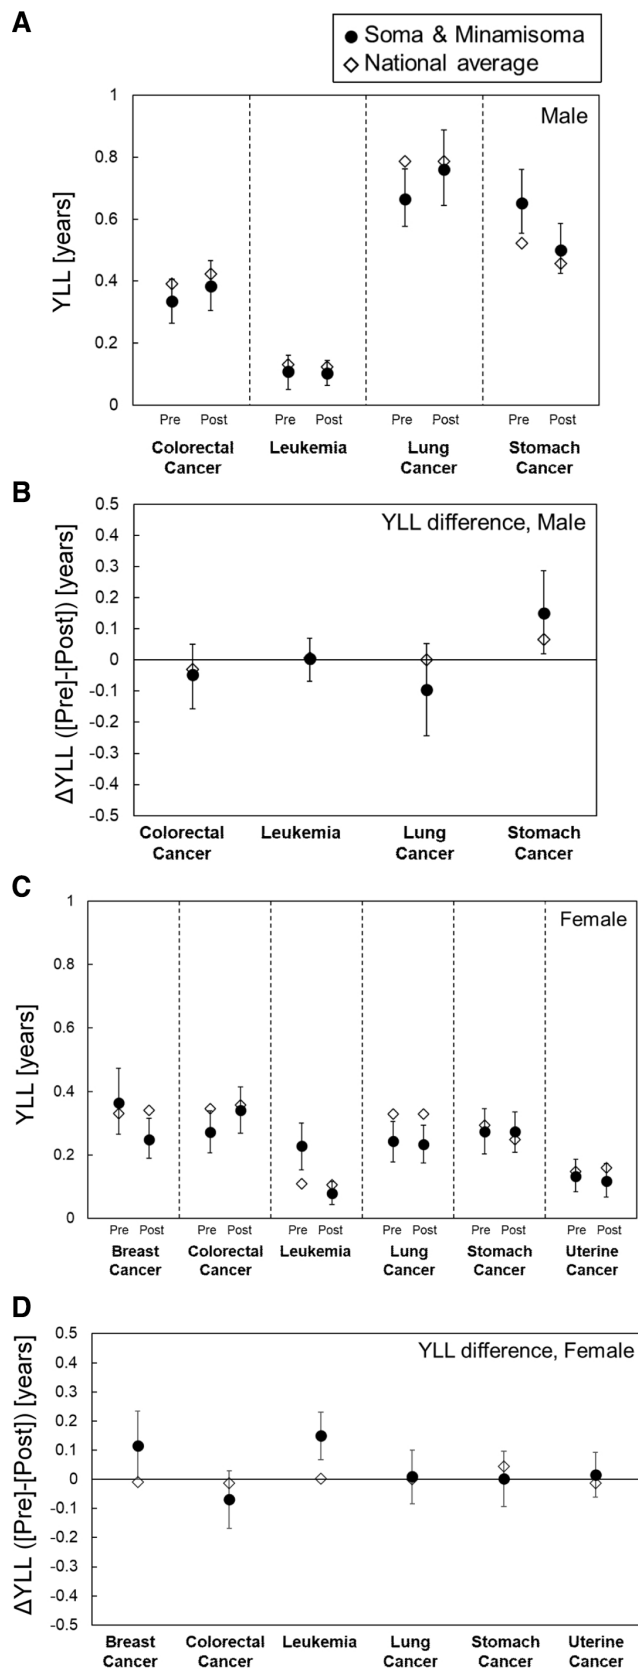 A
Soma & Minamisoma
National average
Male
YLL [years]
1
0.8
0.6
0.4
0.2
0
Pre Post Pre Post Pre Post Pre Post
Colorectal Cancer
Leukemia
Lung Cancer
Stomach Cancer
B
YLL difference, Male
ΔYLL ([Pre]-[Post]) [years]
0.5
0.4
0.3
0.2
0.1
0
-0.1
-0.2
-0.3
-0.4
-0.5
Colorectal Cancer
Leukemia
Lung Cancer
Stomach Cancer
C
Female
YLL [years]
1
0.8
0.6
0.4
0.2
0
Pre Post Pre Post Pre Post Pre Post Pre Post Pre Post
Breast Cancer
Colorectal Cancer
Leukemia
Lung Cancer
Stomach Cancer
Uterine Cancer
D
YLL difference, Female
ΔYLL ([Pre]-[Post]) [years]
0.5
0.4
0.3
0.2
0.1
0
-0.1
-0.2
-0.3
-0.4
-0.5
Breast Cancer
Colorectal Cancer
Leukemia
Lung Cancer
Stomach Cancer
Uterine Cancer